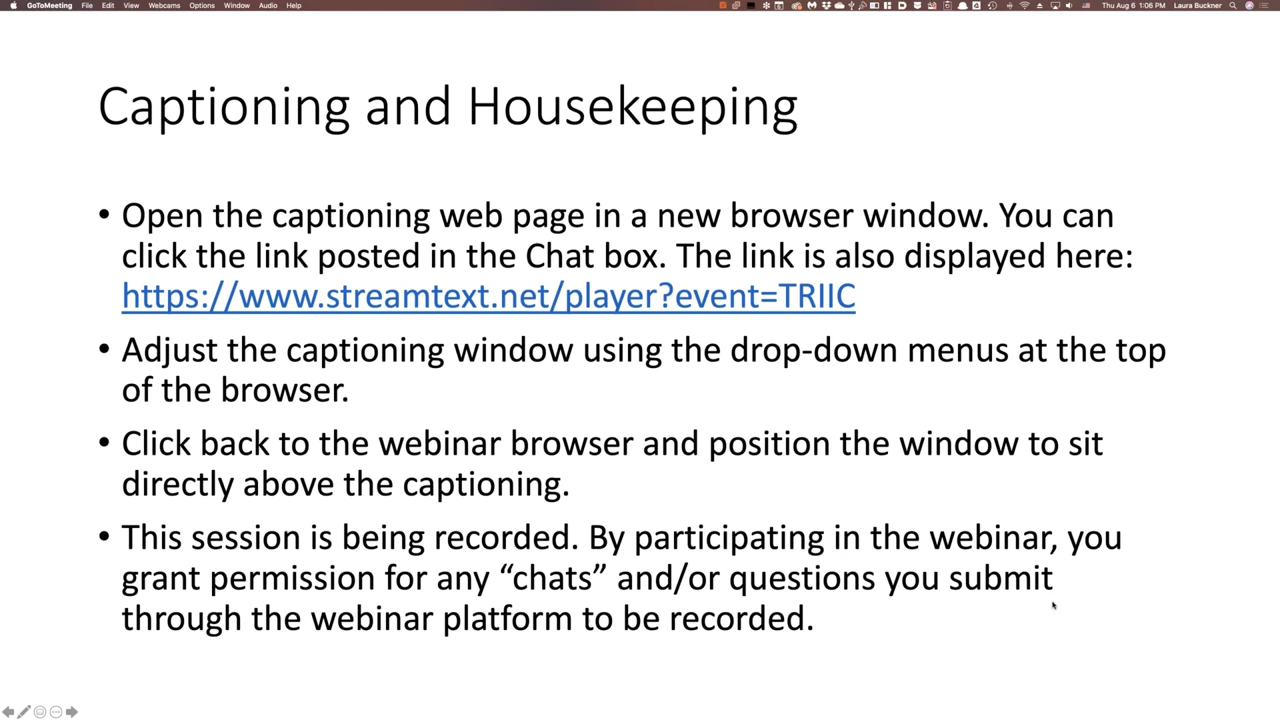 GoToMeeting File Edit View Webcams Options Window Audio Help Thu Aug 6 1:06 PM Laura Buckner
Captioning and Housekeeping
• Open the captioning web page in a new browser window. You can
click the link posted in the Chat box. The link is also displayed here:
https://www.streamtext.net/player?event=TRIIC
• Adjust the captioning window using the drop-down menus at the top
of the browser.
• Click back to the webinar browser and position the window to sit
directly above the captioning.
• This session is being recorded. By participating in the webinar, you
grant permission for any “chats” and/or questions you submit
through the webinar platform to be recorded.